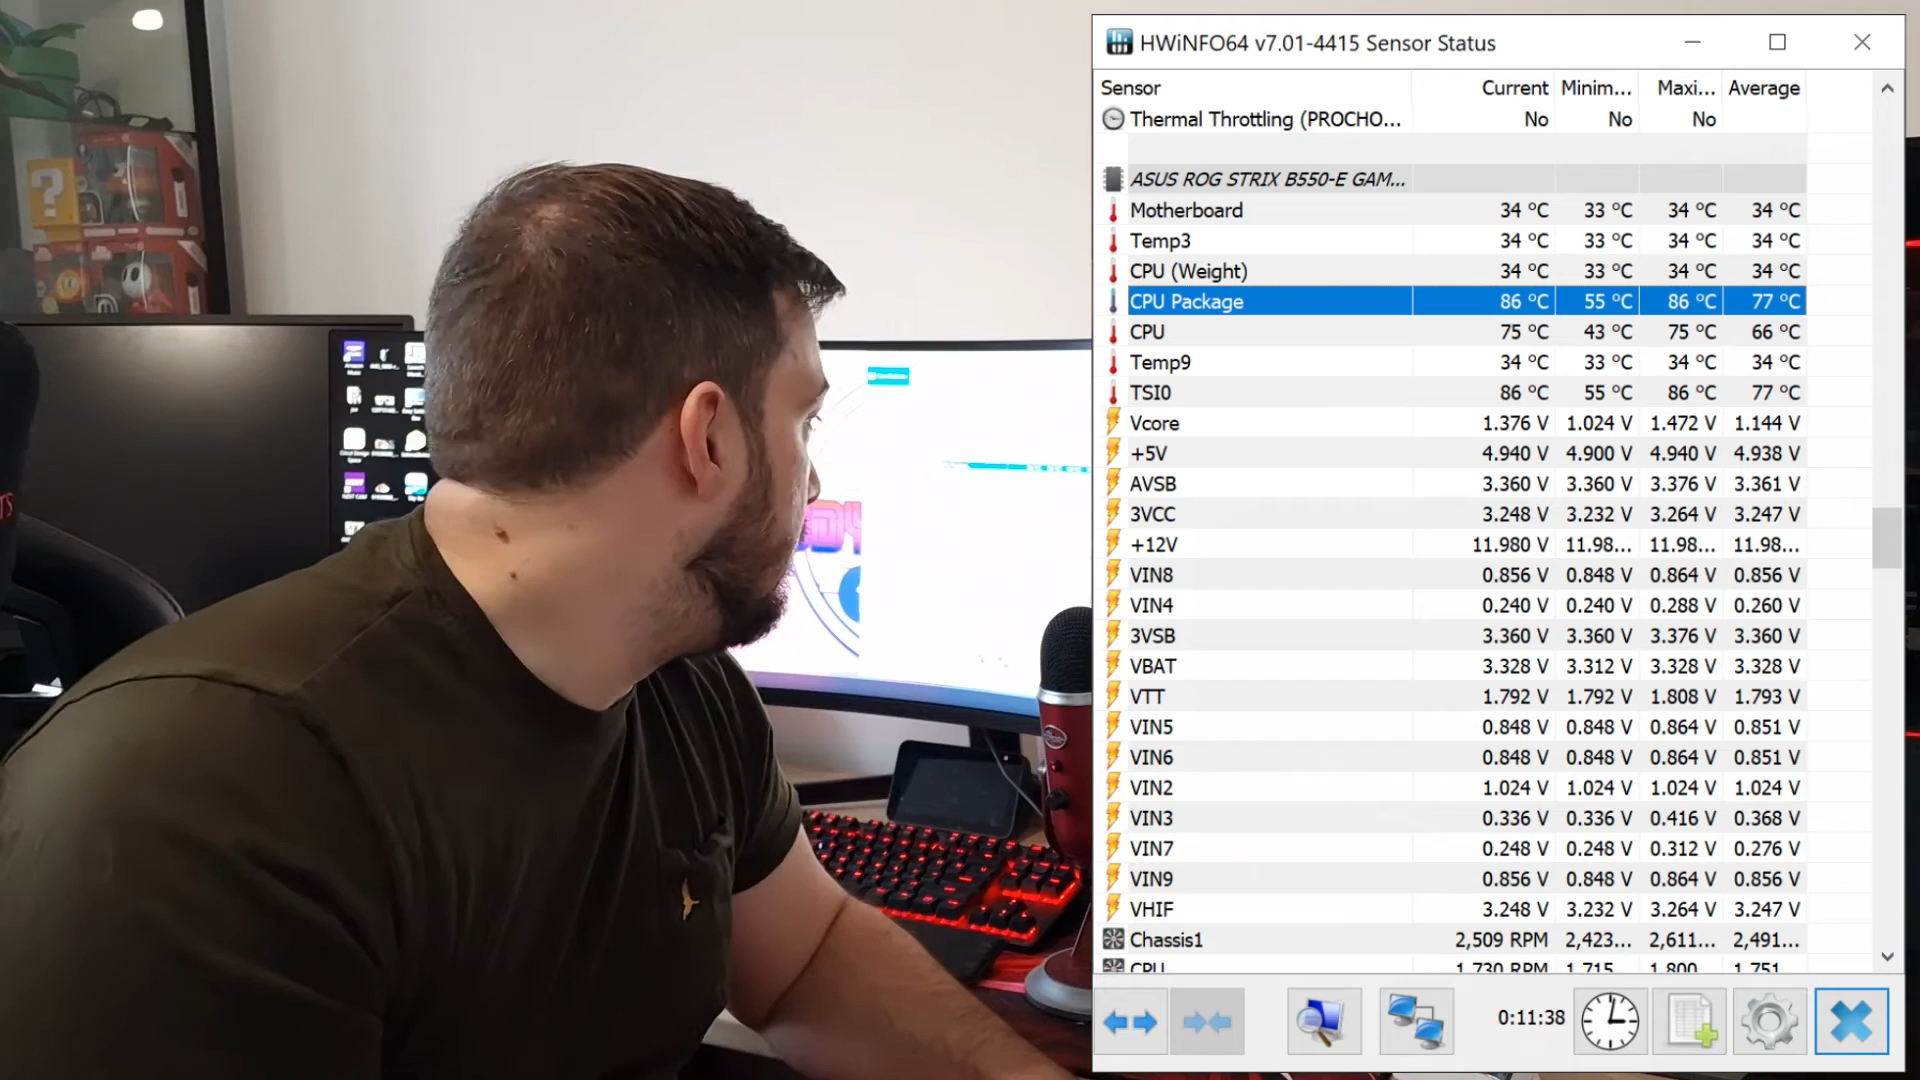 HWiNFO64 v7.01-4415 Sensor Status
Sensor Current Minim... Maxi... Average
Thermal Throttling (PROCHO... No No No
ASUS ROG STRIX B550-E GAM...
Motherboard 34 °C 33 °C 34 °C 34 °C
Temp3 34 °C 33 °C 34 °C 34 °C
CPU (Weight) 34 °C 33 °C 34 °C 34 °C
CPU Package 86 °C 55 °C 86 °C 77 °C
CPU 75 °C 43 °C 75 °C 66 °C
Temp9 34 °C 33 °C 34 °C 34 °C
TSI0 86 °C 55 °C 86 °C 77 °C
Vcore 1.376 V 1.024 V 1.472 V 1.144 V
+5V 4.940 V 4.900 V 4.940 V 4.938 V
AVSB 3.360 V 3.360 V 3.376 V 3.361 V
3VCC 3.248 V 3.232 V 3.264 V 3.247 V
+12V 11.980 V 11.98... 11.98... 11.98...
VIN8 0.856 V 0.848 V 0.864 V 0.856 V
VIN4 0.240 V 0.240 V 0.288 V 0.260 V
3VSB 3.360 V 3.360 V 3.376 V 3.360 V
VBAT 3.328 V 3.312 V 3.328 V 3.328 V
VTT 1.792 V 1.792 V 1.808 V 1.793 V
VIN5 0.848 V 0.848 V 0.864 V 0.851 V
VIN6 0.848 V 0.848 V 0.864 V 0.851 V
VIN2 1.024 V 1.024 V 1.024 V 1.024 V
VIN3 0.336 V 0.336 V 0.416 V 0.368 V
VIN7 0.248 V 0.248 V 0.312 V 0.276 V
VIN9 0.856 V 0.848 V 0.864 V 0.856 V
VHIF 3.248 V 3.232 V 3.264 V 3.247 V
Chassis1 2,509 RPM 2,423... 2,611... 2,491...
CPU 1,730 RPM 1,715 1,800 1,751
0:11:38